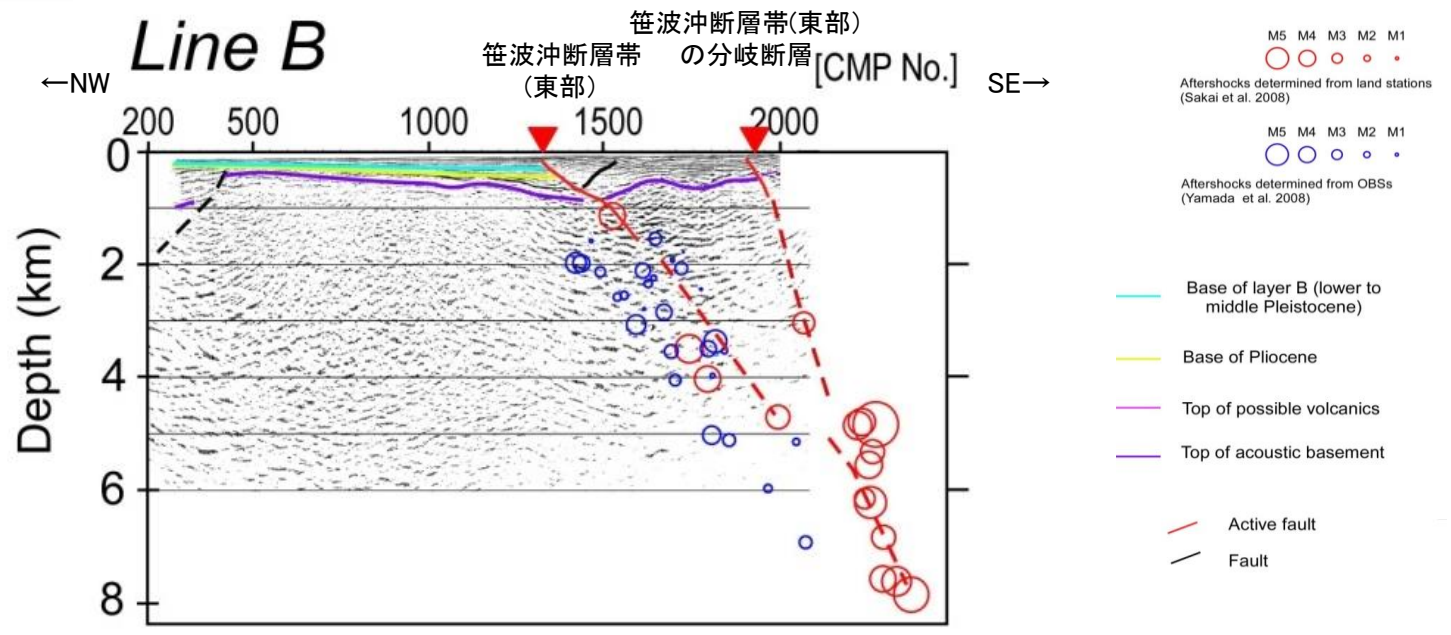 Line B
笹波沖断層帯
(東部)
笹波沖断層帯(東部)
の分岐断層
[CMP No.]
←NW
SE→
200 500 1000 1500 2000
0
2
4
6
8
Depth (km)
M5 M4 M3 M2 M1
Aftershocks determined from land stations
(Sakai et al. 2008)
M5 M4 M3 M2 M1
Aftershocks determined from OBSs
(Yamada et al. 2008)
Base of layer B (lower to
middle Pleistocene)
Base of Pliocene
Top of possible volcanics
Top of acoustic basement
Active fault
Fault